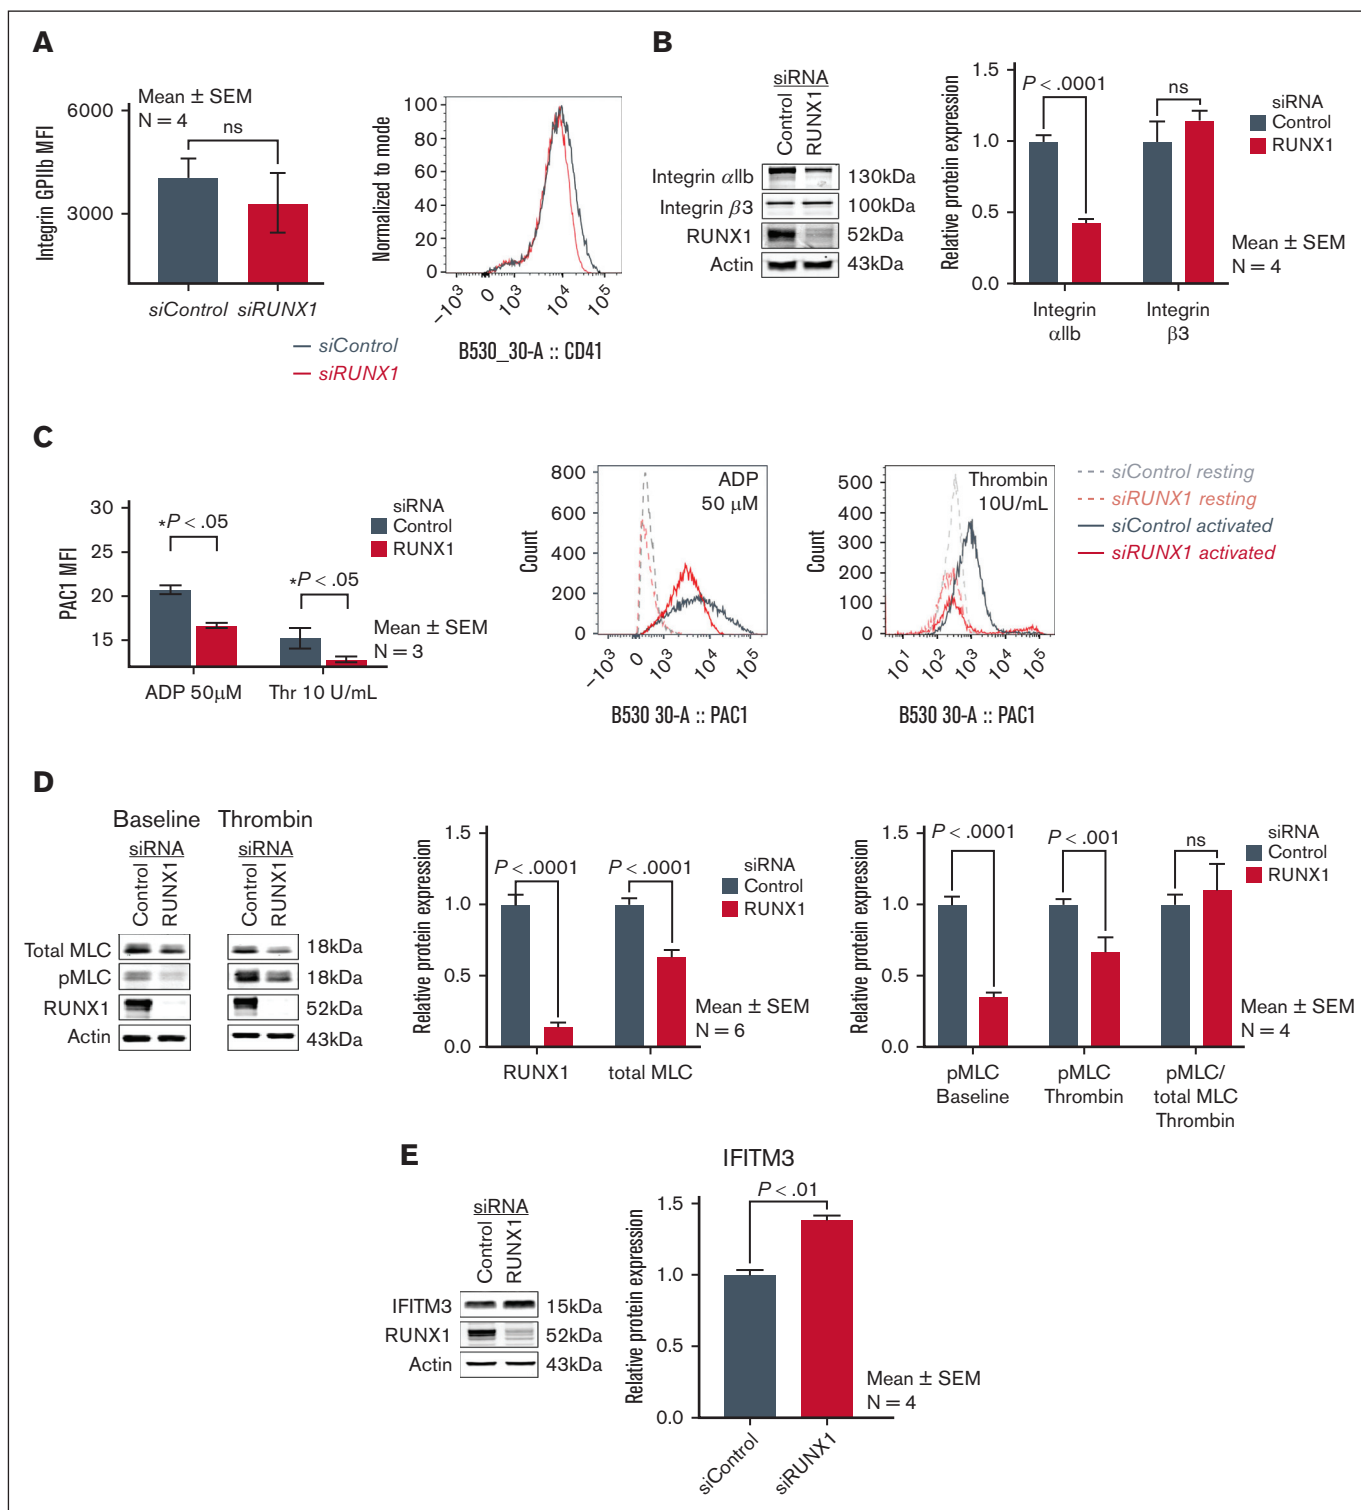 A
Integrin GPIIb MFI
6000
3000
Mean ± SEM
N = 4
ns
siControl siRUNX1
siControl
siRUNX1
Normalized to mode
100
80
60
40
20
0
-10³ 0 10³ 10⁴ 10⁵
B530_30-A :: CD41
B
siRNA
Control
RUNX1
Integrin αIIb 130kDa
Integrin β3 100kDa
RUNX1 52kDa
Actin 43kDa
Relative protein expression
1.5
1.0
0.5
0.0
P < .0001
ns
siRNA
Control
RUNX1
Mean ± SEM
N = 4
Integrin αIIb
Integrin β3
C
PAC1 MFI
30
25
20
15
*P < .05
*P < .05
siRNA
Control
RUNX1
Mean ± SEM
N = 3
ADP 50μM Thr 10 U/mL
Count
800
600
400
200
0
ADP
50 μM
-10³ 0 10³ 10⁴ 10⁵
B530 30-A :: PAC1
Count
500
400
300
200
100
0
Thrombin
10U/mL
10¹ 10² 10³ 10⁴ 10⁵
B530 30-A :: PAC1
siControl resting
siRUNX1 resting
siControl activated
siRUNX1 activated
D
Baseline Thrombin
siRNA siRNA
Control RUNX1 Control RUNX1
Total MLC 18kDa
pMLC 18kDa
RUNX1 52kDa
Actin 43kDa
Relative protein expression
1.5
1.0
0.5
0.0
P < .0001 P < .0001
siRNA
Control
RUNX1
Mean ± SEM
N = 6
RUNX1 total MLC
Relative protein expression
1.5
1.0
0.5
0.0
P < .0001 P < .001 ns
siRNA
Control
RUNX1
Mean ± SEM
N = 4
pMLC Baseline
pMLC Thrombin
pMLC/ total MLC Thrombin
E
siRNA
Control
RUNX1
IFITM3 15kDa
RUNX1 52kDa
Actin 43kDa
IFITM3
Relative protein expression
1.5
1.0
0.5
0.0
P < .01
Mean ± SEM
N = 4
siControl
siRUNX1